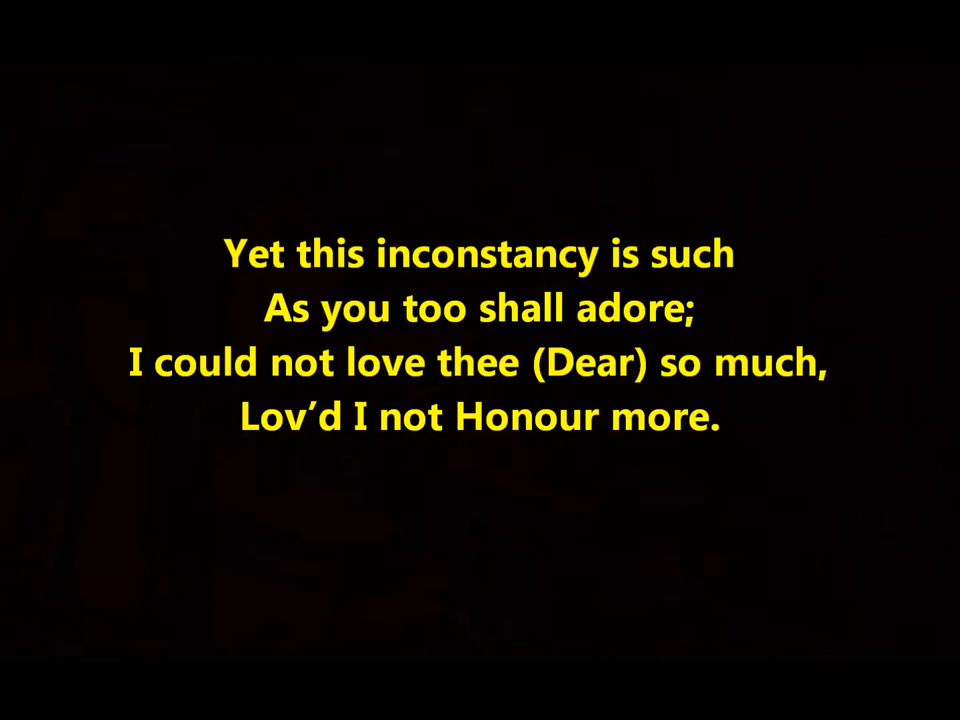 Yet this inconstancy is such
As you too shall adore;
I could not love thee (Dear) so much,
Lov’d I not Honour more.